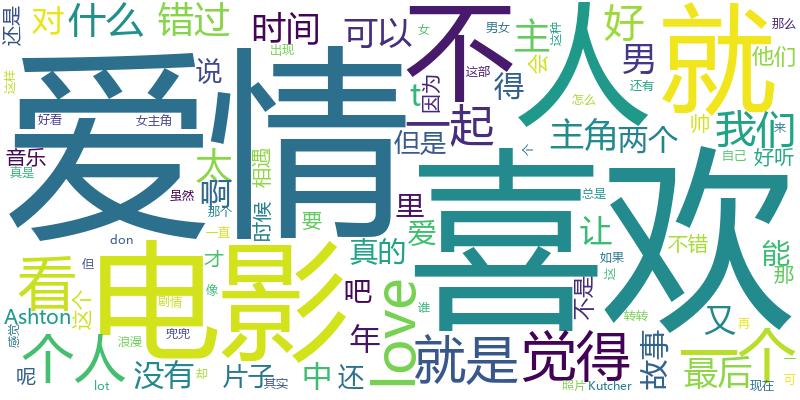 还是
对
什么
错过
时间
可以
不
主
好
会
女
男女
这种
那么
就
他们
这样
出现
说
因为
这部
还有
怎么
男
人
爱情
好看
女主角
音乐
真是
虽然
太
啊
那个
一直
相遇
时候
t
但是
一起
得
主角
两个
帅
我们
好听
自己
来
个
总是
里
爱
让
喜欢
不错
能
那
don
但
看
电影
才
像
要
真的
吧
年
love
谁
不是
如果
这
转转
又
再
Ashton
这个
感觉
浪漫
剧情
兜兜
呢
个人
lot
没有
却
片子
其实
中
还
就是
觉得
照片
Kutcher
故事
现在
最后
一个
一
可